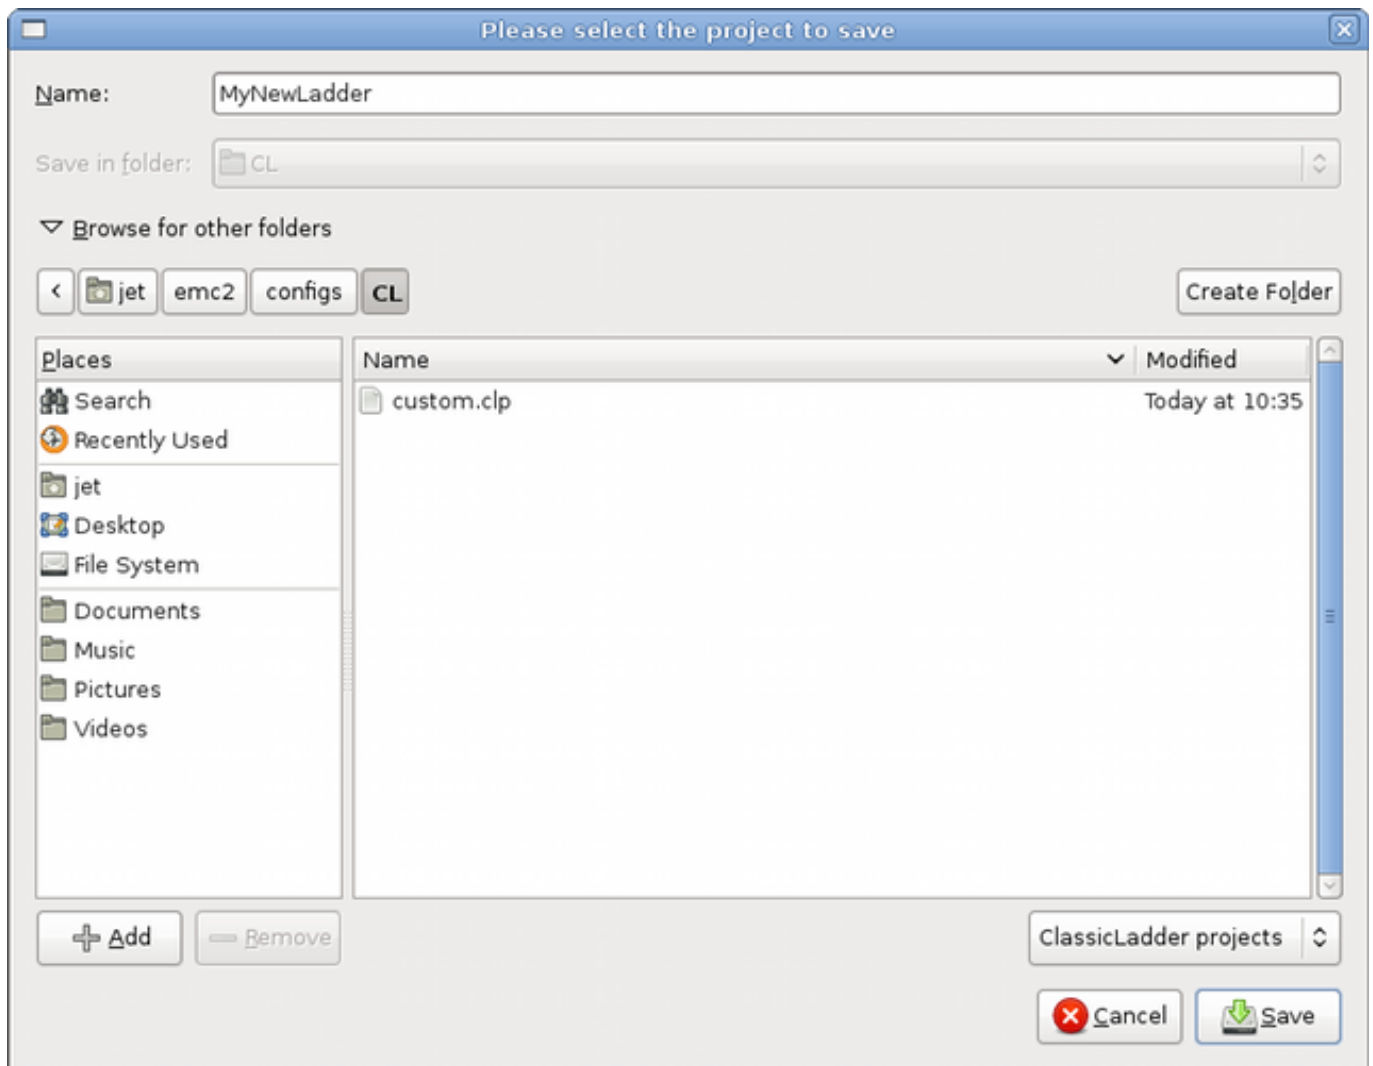 Please select the project to save
Name: MyNewLadder
Save in folder: CL
Browse for other folders
< jet emc2 configs CL Create Folder
Places Name Modified
Search custom.clp Today at 10:35
Recently Used
jet
Desktop
File System
Documents
Music
Pictures
Videos
Add Remove ClassicLadder projects
Cancel Save